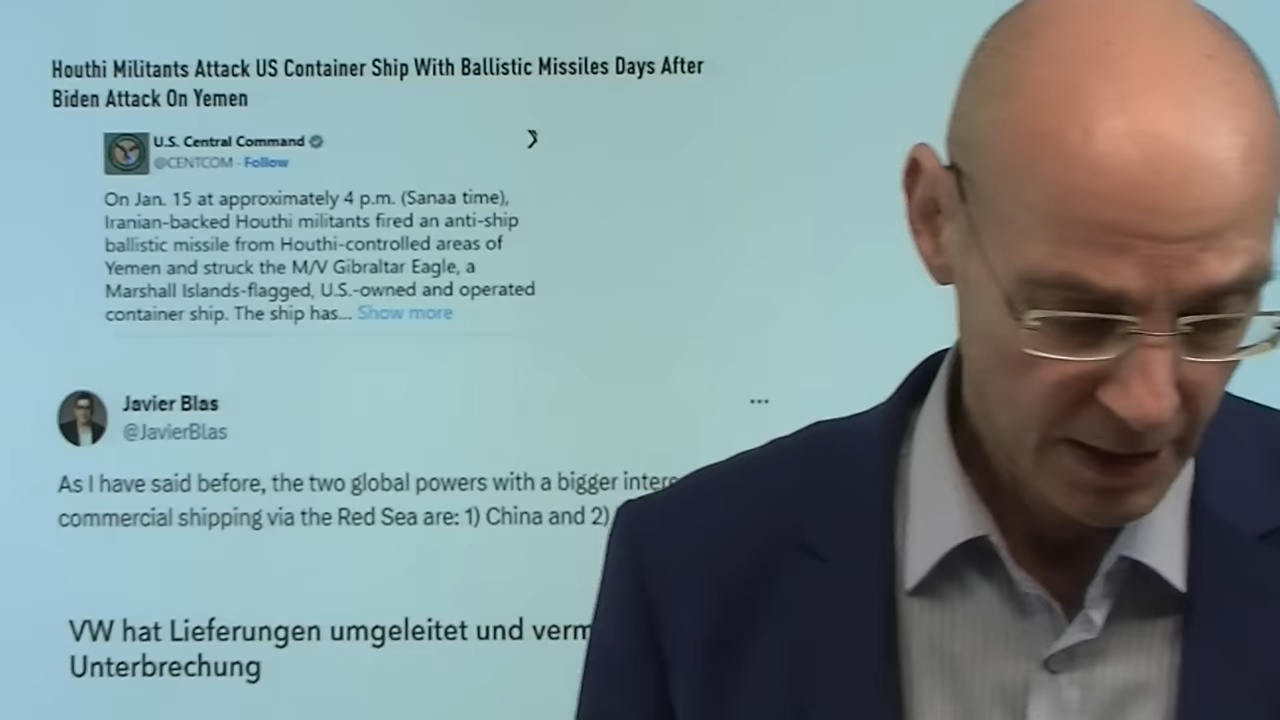 Houthi Militants Attack US Container Ship With Ballistic Missiles Days After
Biden Attack On Yemen
U.S. Central Command
@CENTCOM · Follow
On Jan. 15 at approximately 4 p.m. (Sanaa time),
Iranian-backed Houthi militants fired an anti-ship
ballistic missile from Houthi-controlled areas of
Yemen and struck the M/V Gibraltar Eagle, a
Marshall Islands-flagged, U.S.-owned and operated
container ship. The ship has... Show more
Javier Blas
@JavierBlas
As I have said before, the two global powers with a bigger
commercial shipping via the Red Sea are: 1) China and 2)
VW hat Lieferungen umgeleitet und
Unterbrechung